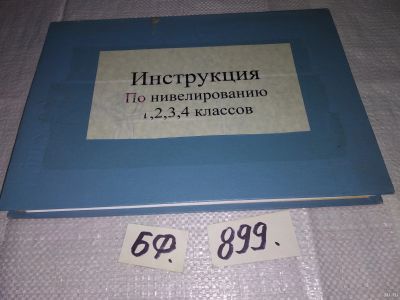 Инструкция
По нивелированию
1,2,3,4 классов
БФ. 899.